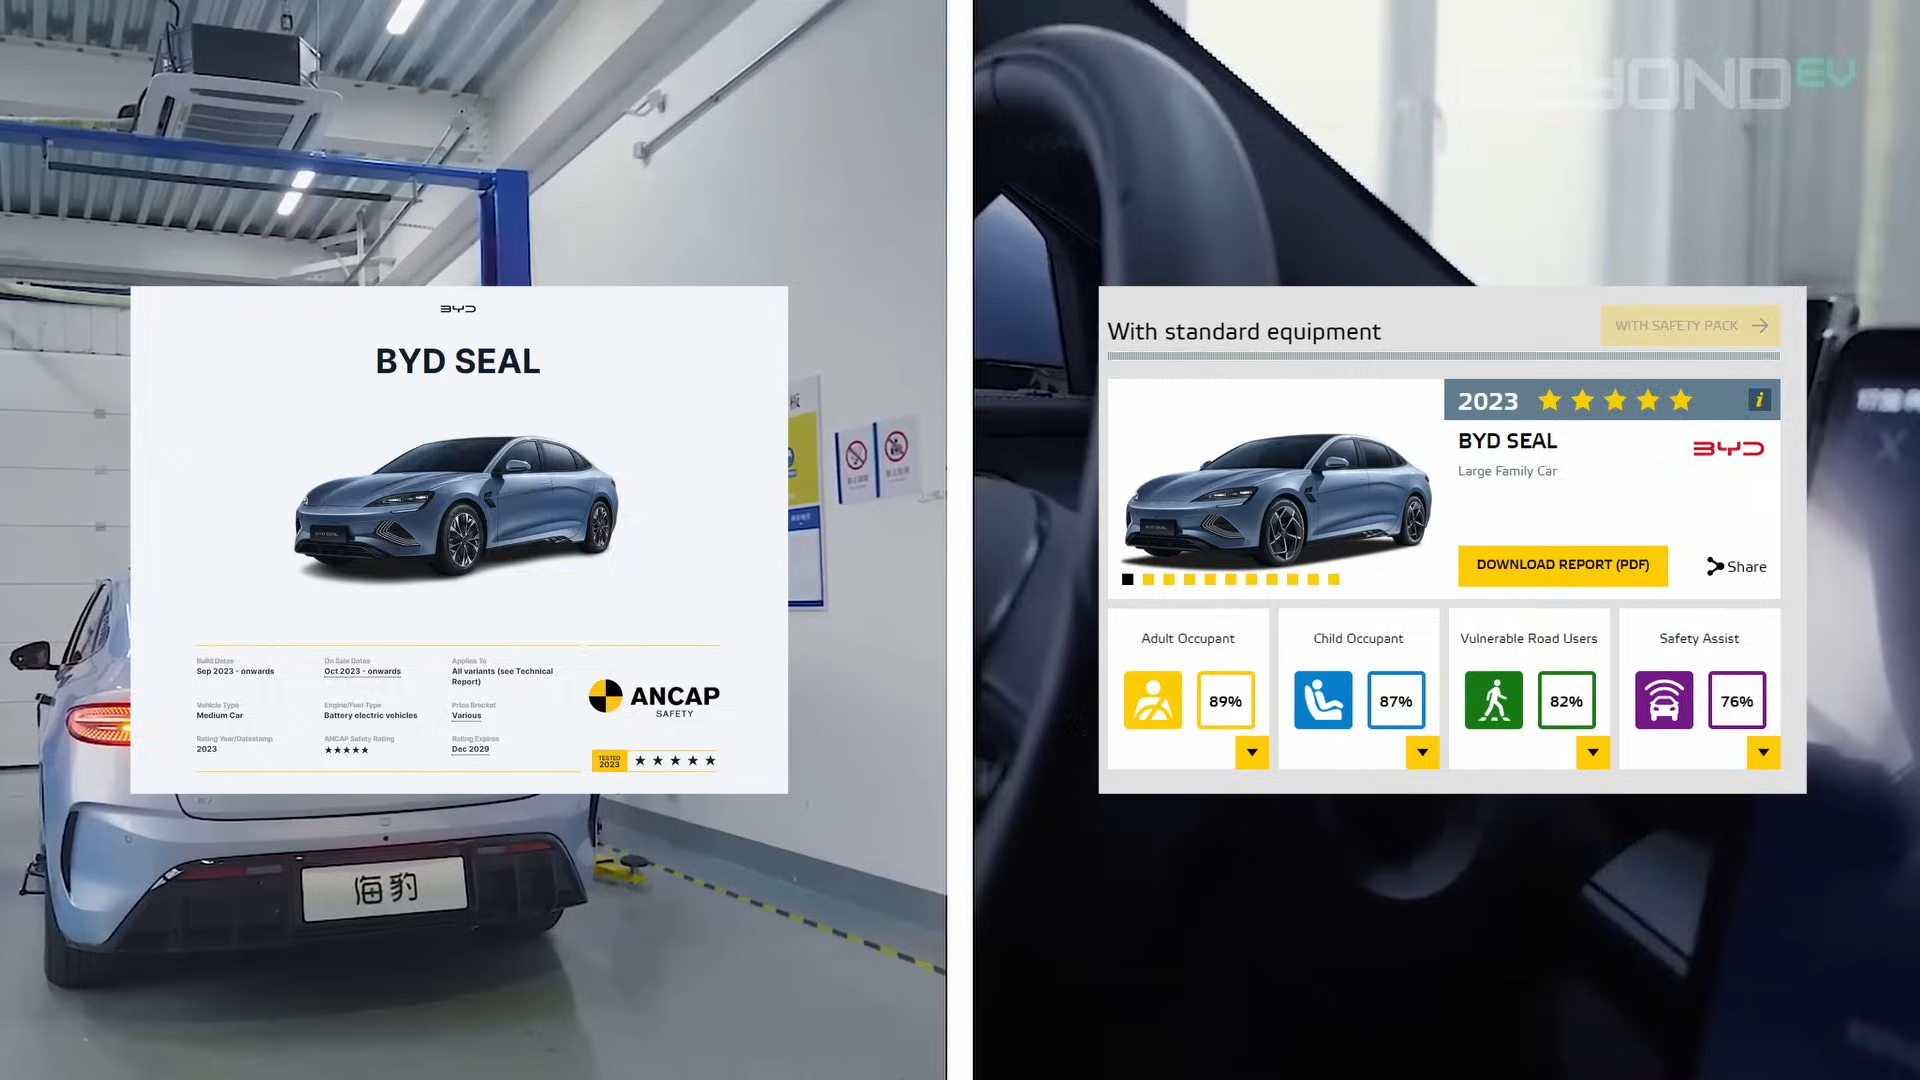 BYD
BYD SEAL
Build Dates
Sep 2023 - onwards
On Sale Dates
Oct 2023 - onwards
Applies To
All variants (see Technical
Report)
Vehicle Type
Medium Car
Engine/Fuel Type
Battery electric vehicles
Price Bracket
Various
Rating Year/Datestamp
2023
ANCAP Safety Rating
★★★★★
Rating Expires
Dec 2029
ANCAP
SAFETY
TESTED
2023
★ ★ ★ ★ ★
海豹
BEYOND EV
With standard equipment
WITH SAFETY PACK →
2023 ★ ★ ★ ★ ★ i
BYD SEAL
BYD
Large Family Car
DOWNLOAD REPORT (PDF)
Share
BYD SEAL
Adult Occupant
89%
Child Occupant
87%
Vulnerable Road Users
82%
Safety Assist
76%